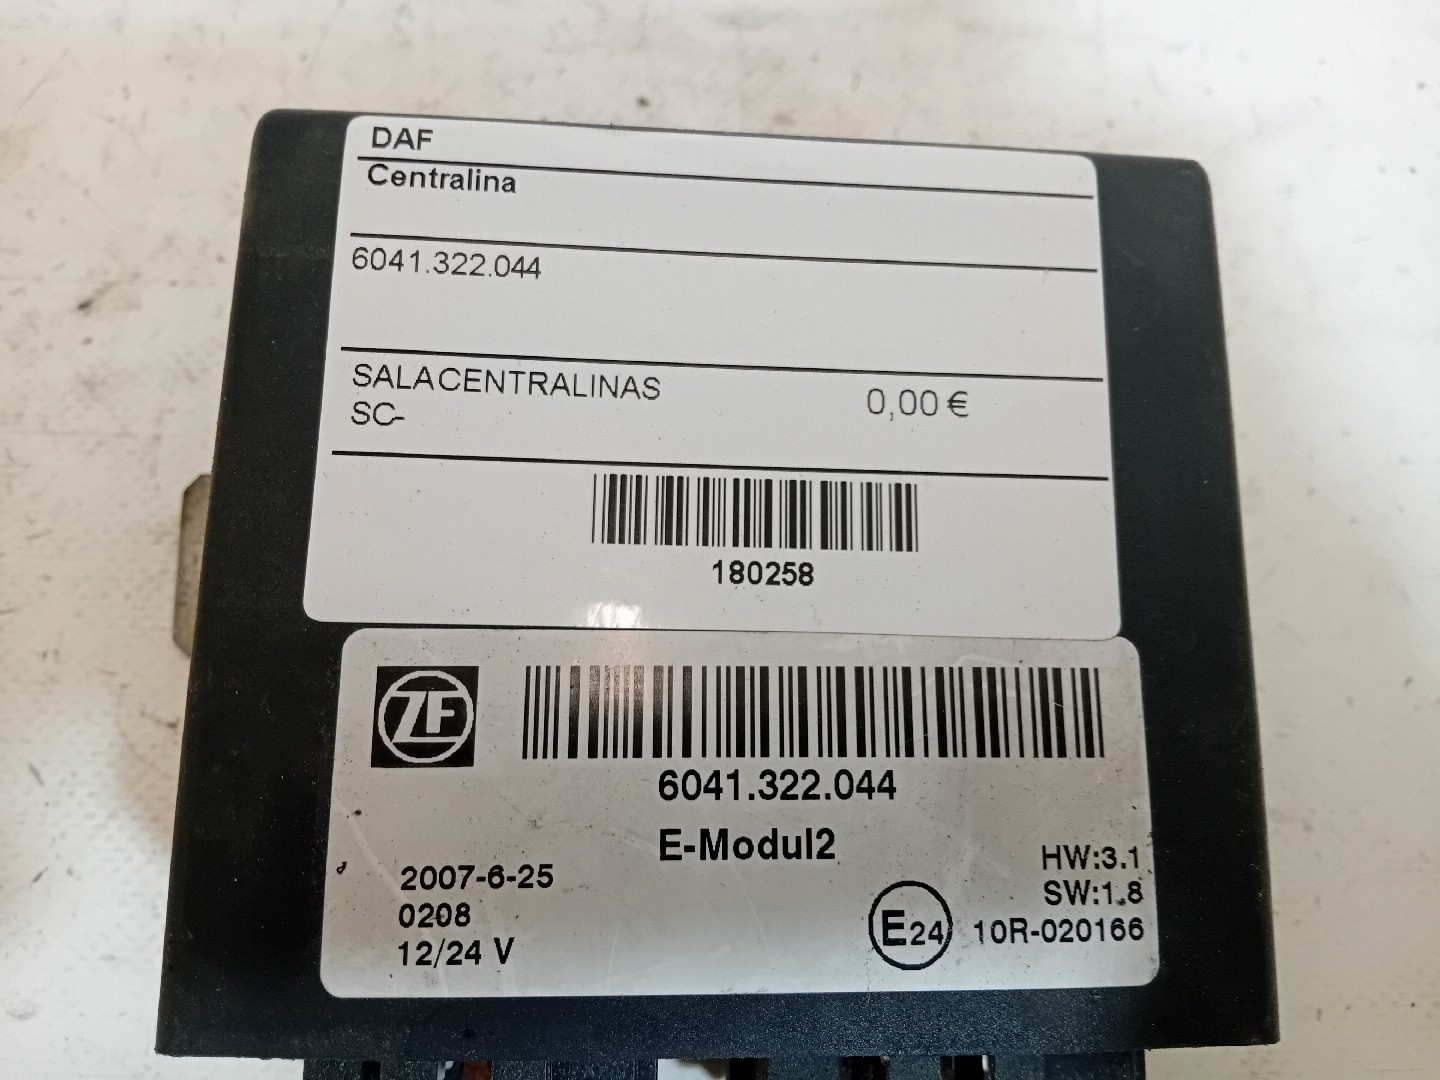 DAF
Centralina
6041.322.044
SALACENTRALINAS 0,00 €
SC-
180258
ZF
6041.322.044
E-Modul2
2007-6-25
0208
12/24 V
HW:3.1
SW:1.8
E24 10R-020166